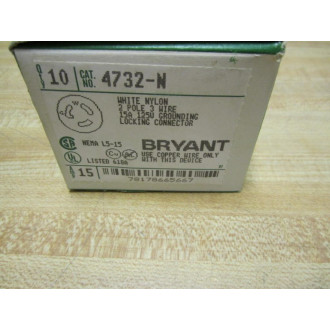 QTY 10 CAT. NO. 4732-N
WHITE NYLON
2 POLE 3 WIRE
15A 125V GROUNDING
LOCKING CONNECTOR
NEMA L5-15
LISTED
BRYANT
USE COPPER WIRE ONLY
WITH THIS DEVICE
15